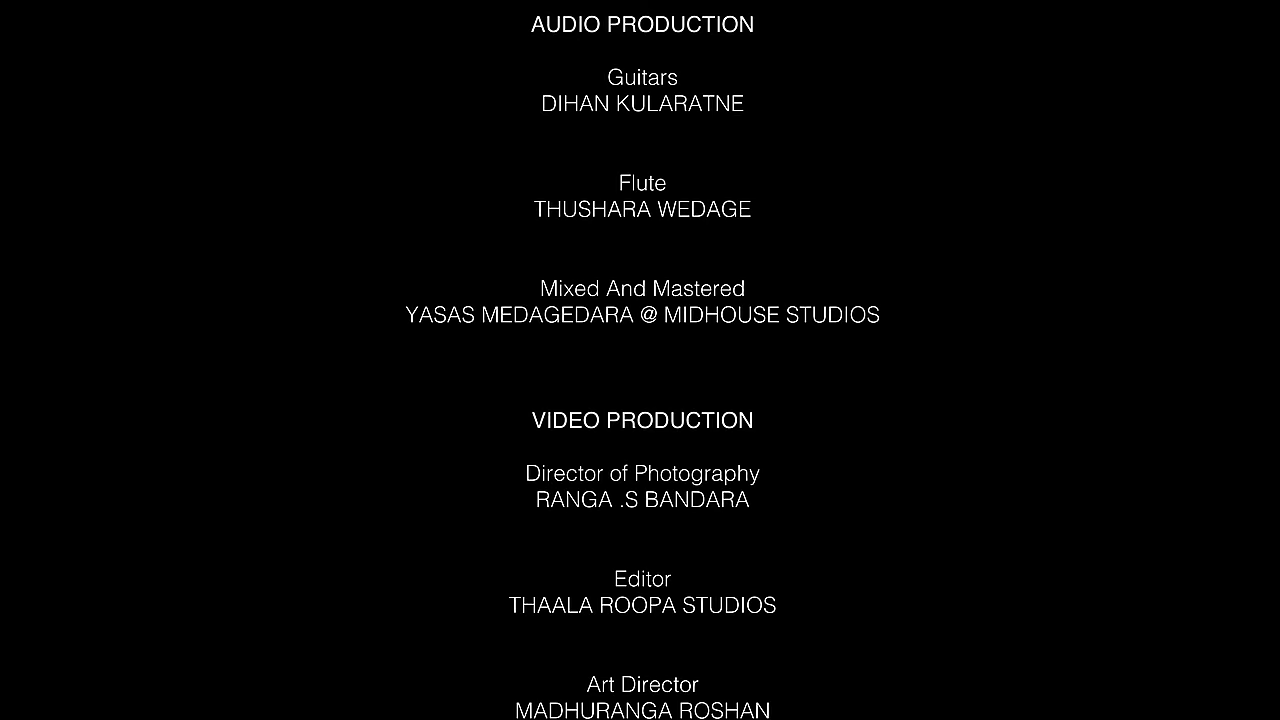 AUDIO PRODUCTION
Guitars
DIHAN KULARATNE
Flute
THUSHARA WEDAGE
Mixed And Mastered
YASAS MEDAGEDARA @ MIDHOUSE STUDIOS
VIDEO PRODUCTION
Director of Photography
RANGA .S BANDARA
Editor
THAALA ROOPA STUDIOS
Art Director
MADHURANGA ROSHAN